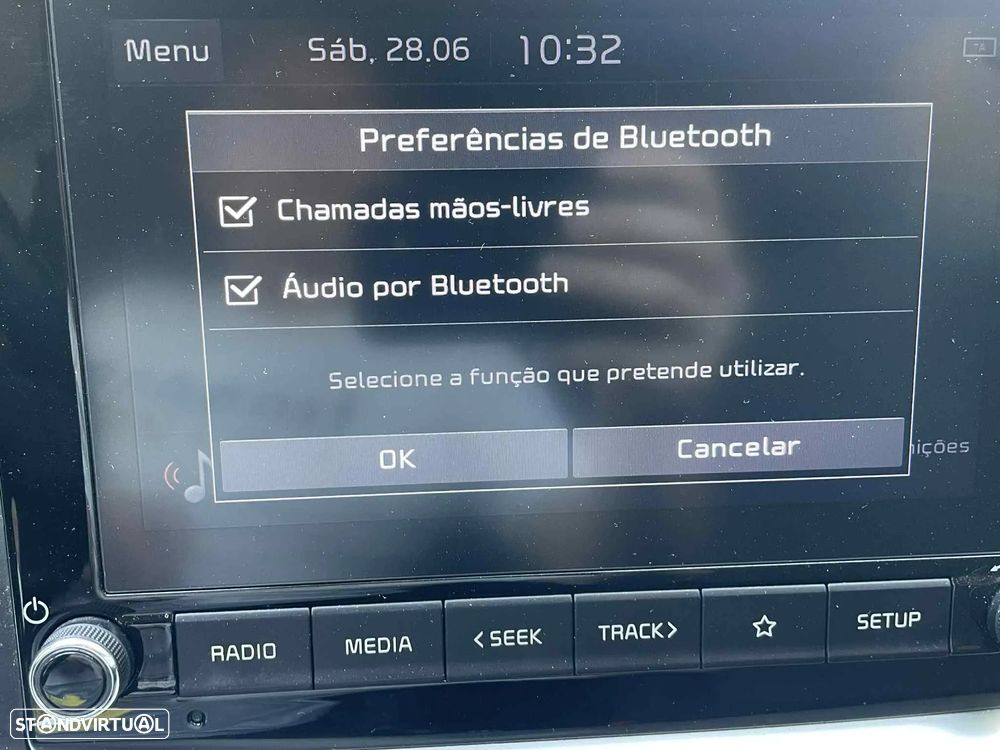 Menu
Sáb, 28.06
10:32
TA
Preferências de Bluetooth
Chamadas mãos-livres
Áudio por Bluetooth
Selecione a função que pretende utilizar.
OK
Cancelar
nições
RADIO
MEDIA
<SEEK
TRACK>
SETUP
STANDVIRTUAL